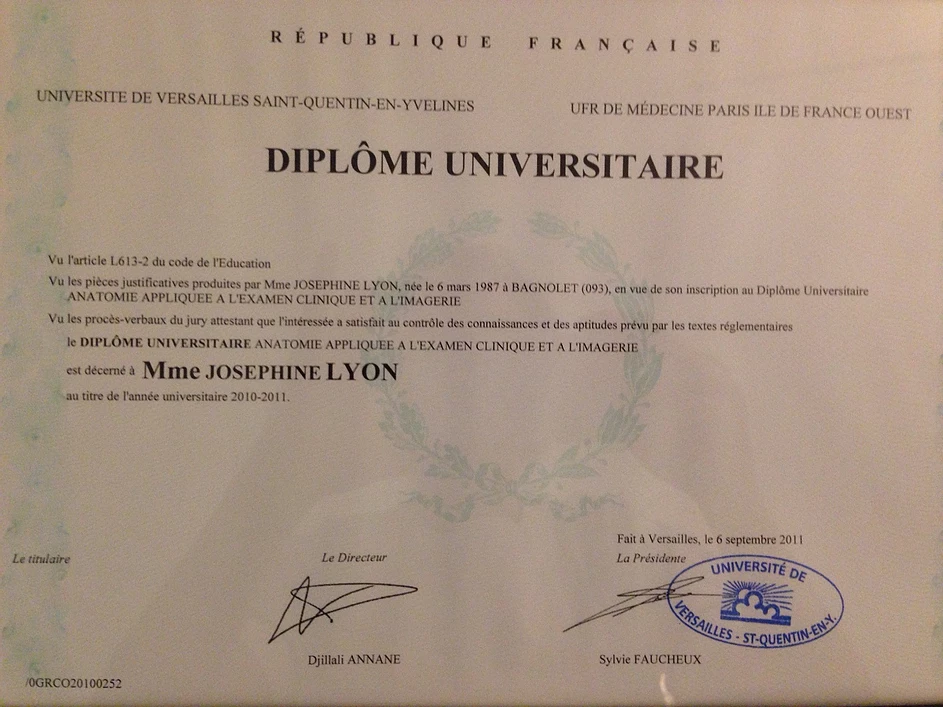 RÉPUBLIQUE FRANÇAISE
UNIVERSITE DE VERSAILLES SAINT-QUENTIN-EN-YVELINES
UFR DE MÉDECINE PARIS ILE DE FRANCE OUEST
DIPLÔME UNIVERSITAIRE
Vu l'article L613-2 du code de l'Education
Vu les pièces justificatives produites par Mme JOSEPHINE LYON, née le 6 mars 1987 à BAGNOLET (093), en vue de son inscription au Diplôme Universitaire
ANATOMIE APPLIQUEE A L'EXAMEN CLINIQUE ET A L'IMAGERIE
Vu les procès-verbaux du jury attestant que l'intéressée a satisfait au contrôle des connaissances et des aptitudes prévu par les textes réglementaires
le DIPLÔME UNIVERSITAIRE ANATOMIE APPLIQUEE A L'EXAMEN CLINIQUE ET A L'IMAGERIE
est décerné à Mme JOSEPHINE LYON
au titre de l'année universitaire 2010-2011.
Fait à Versailles, le 6 septembre 2011
Le titulaire
Le Directeur
La Présidente
UNIVERSITÉ DE
VERSAILLES - ST-QUENTIN-EN-Y.
Djillali ANNANE
Sylvie FAUCHEUX
/0GRCO20100252